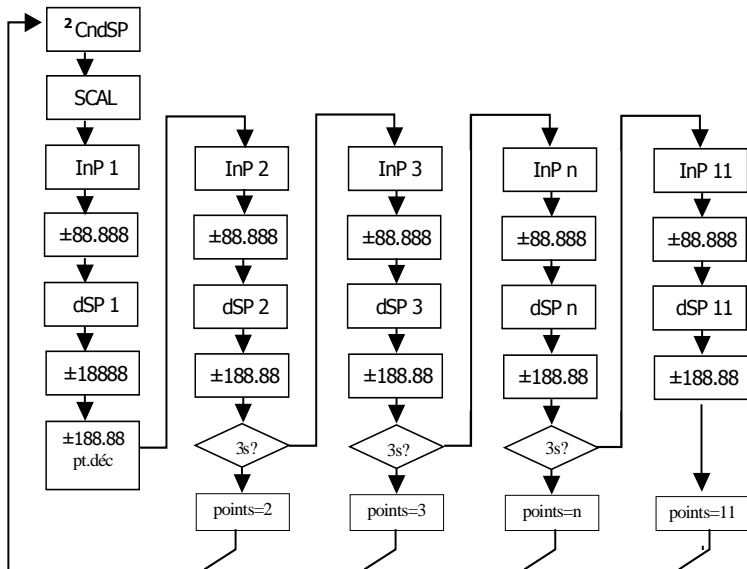 ² CndSP
SCAL
InP 1
±88.888
dSP 1
±18888
±188.88
pt.déc
InP 2
±88.888
dSP 2
±188.88
3s?
points=2
InP 3
±88.888
dSP 3
±188.88
3s?
points=3
InP n
±88.888
dSP n
±188.88
3s?
points=n
InP 11
±88.888
dSP 11
±188.88
points=11